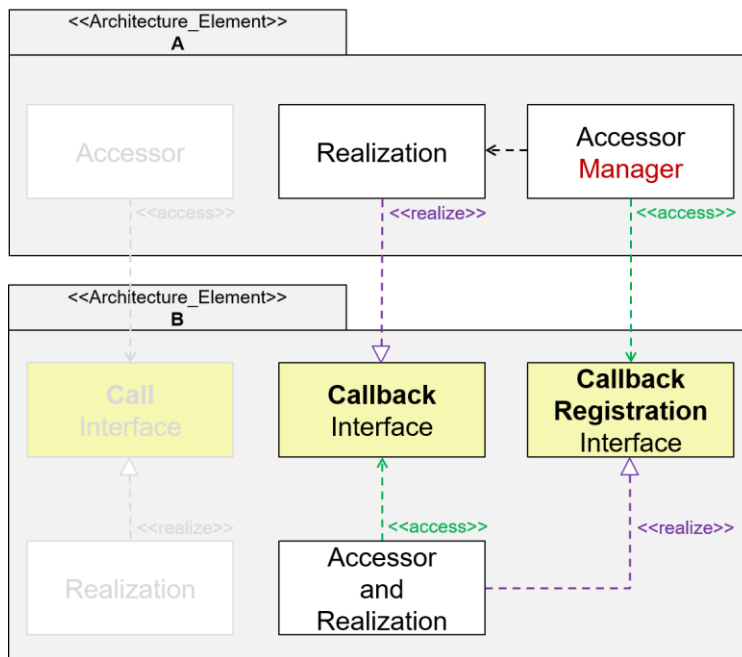 <<Architecture_Element>>
A
Accessor
Realization
Accessor
Manager
<<access>>
<<realize>>
<<access>>
<<Architecture_Element>>
B
Call
Interface
Callback
Interface
Callback
Registration
Interface
<<realize>>
<<access>>
<<realize>>
Realization
Accessor
and
Realization